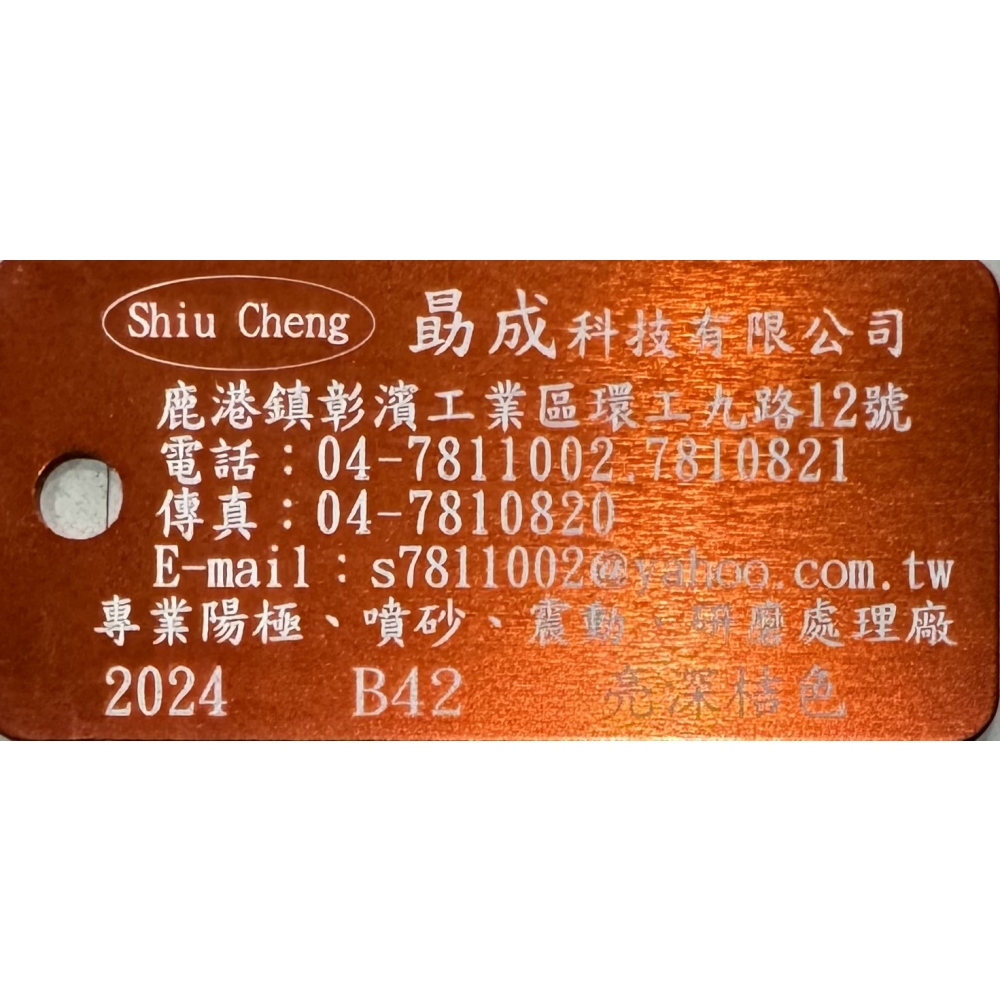 Shiu Cheng 勗成科技有限公司
鹿港鎮彰濱工業區環工九路12號
電話：04-7811002.7810821
傳真：04-7810820
E-mail：s7811002@yahoo.com.tw
專業陽極、噴砂、震動、研磨處理廠
2024 B42 亮深桔色